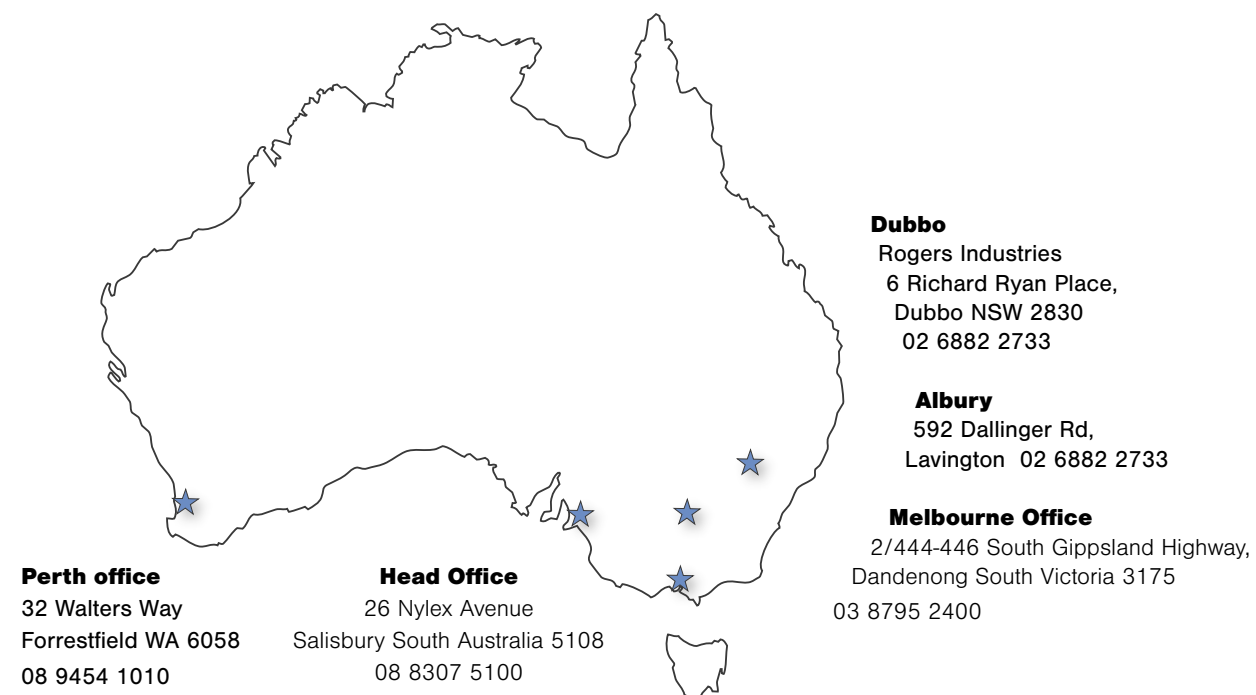 Dubbo
Rogers Industries
6 Richard Ryan Place,
Dubbo NSW 2830
02 6882 2733
Albury
592 Dallinger Rd,
Lavington  02 6882 2733
Melbourne Office
2/444-446 South Gippsland Highway,
Dandenong South Victoria 3175
03 8795 2400
Perth office
32 Walters Way
Forrestfield WA 6058
08 9454 1010
Head Office
26 Nylex Avenue
Salisbury South Australia 5108
08 8307 5100